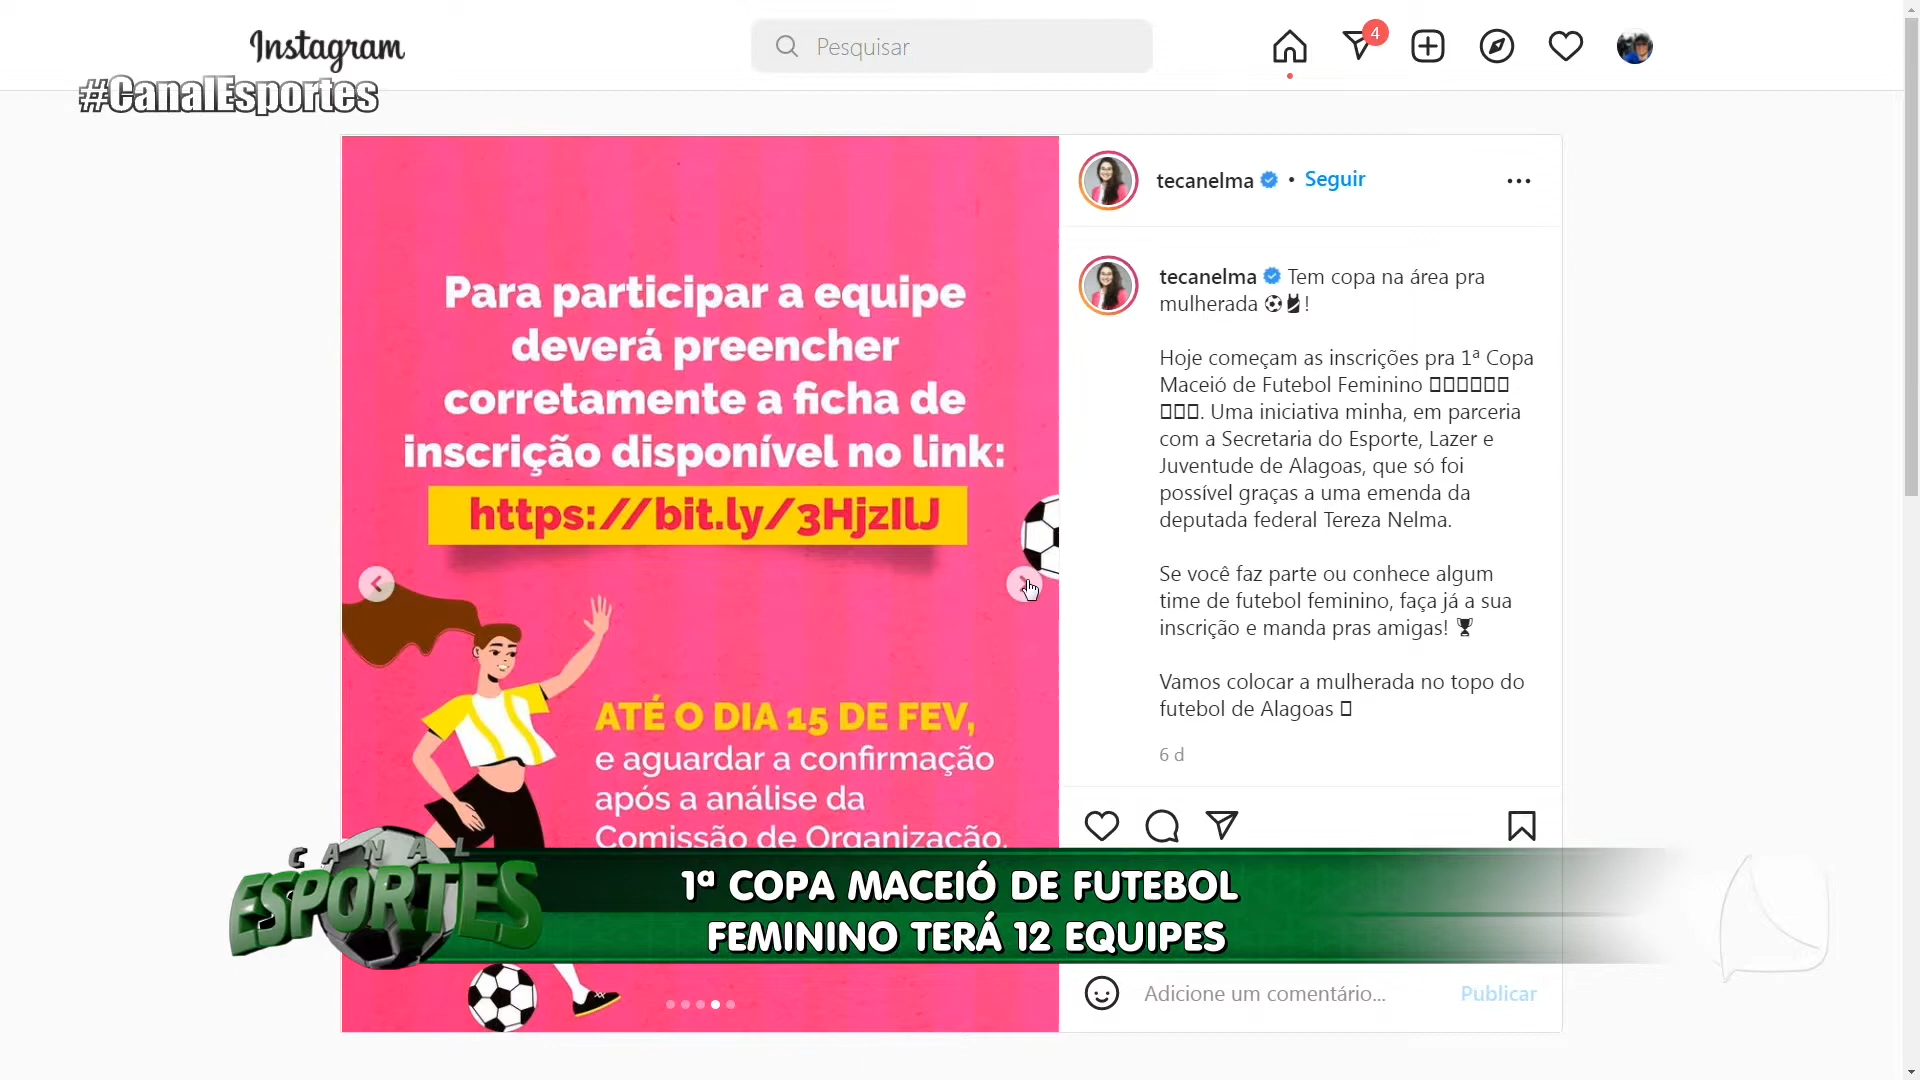 Instagram
Pesquisar
4
#CanalEsportes
Para participar a equipe
deverá preencher
corretamente a ficha de
inscrição disponível no link:
https://bit.ly/3HjzIlJ
ATÉ O DIA 15 DE FEV,
e aguardar a confirmação
após a análise da
Comissão de Organização.
tecanelma • Seguir
tecanelma Tem copa na área pra
mulherada ⚽🎽!
Hoje começam as inscrições pra 1ª Copa
Maceió de Futebol Feminino
. Uma iniciativa minha, em parceria
com a Secretaria do Esporte, Lazer e
Juventude de Alagoas, que só foi
possível graças a uma emenda da
deputada federal Tereza Nelma.
Se você faz parte ou conhece algum
time de futebol feminino, faça já a sua
inscrição e manda pras amigas! 🏆
Vamos colocar a mulherada no topo do
futebol de Alagoas
6 d
CANAL
ESPORTES
1ª COPA MACEIÓ DE FUTEBOL
FEMININO TERÁ 12 EQUIPES
Adicione um comentário...
Publicar